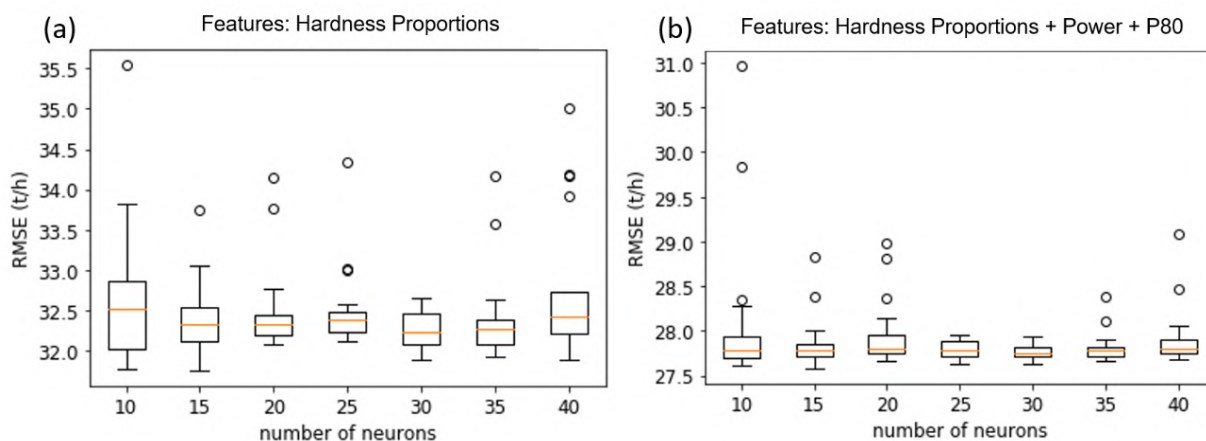 (a)
Features: Hardness Proportions
35.5
35.0
34.5
34.0
33.5
33.0
32.5
32.0
RMSE (t/h)
10 15 20 25 30 35 40
number of neurons
(b)
Features: Hardness Proportions + Power + P80
31.0
30.5
30.0
29.5
29.0
28.5
28.0
27.5
RMSE (t/h)
10 15 20 25 30 35 40
number of neurons